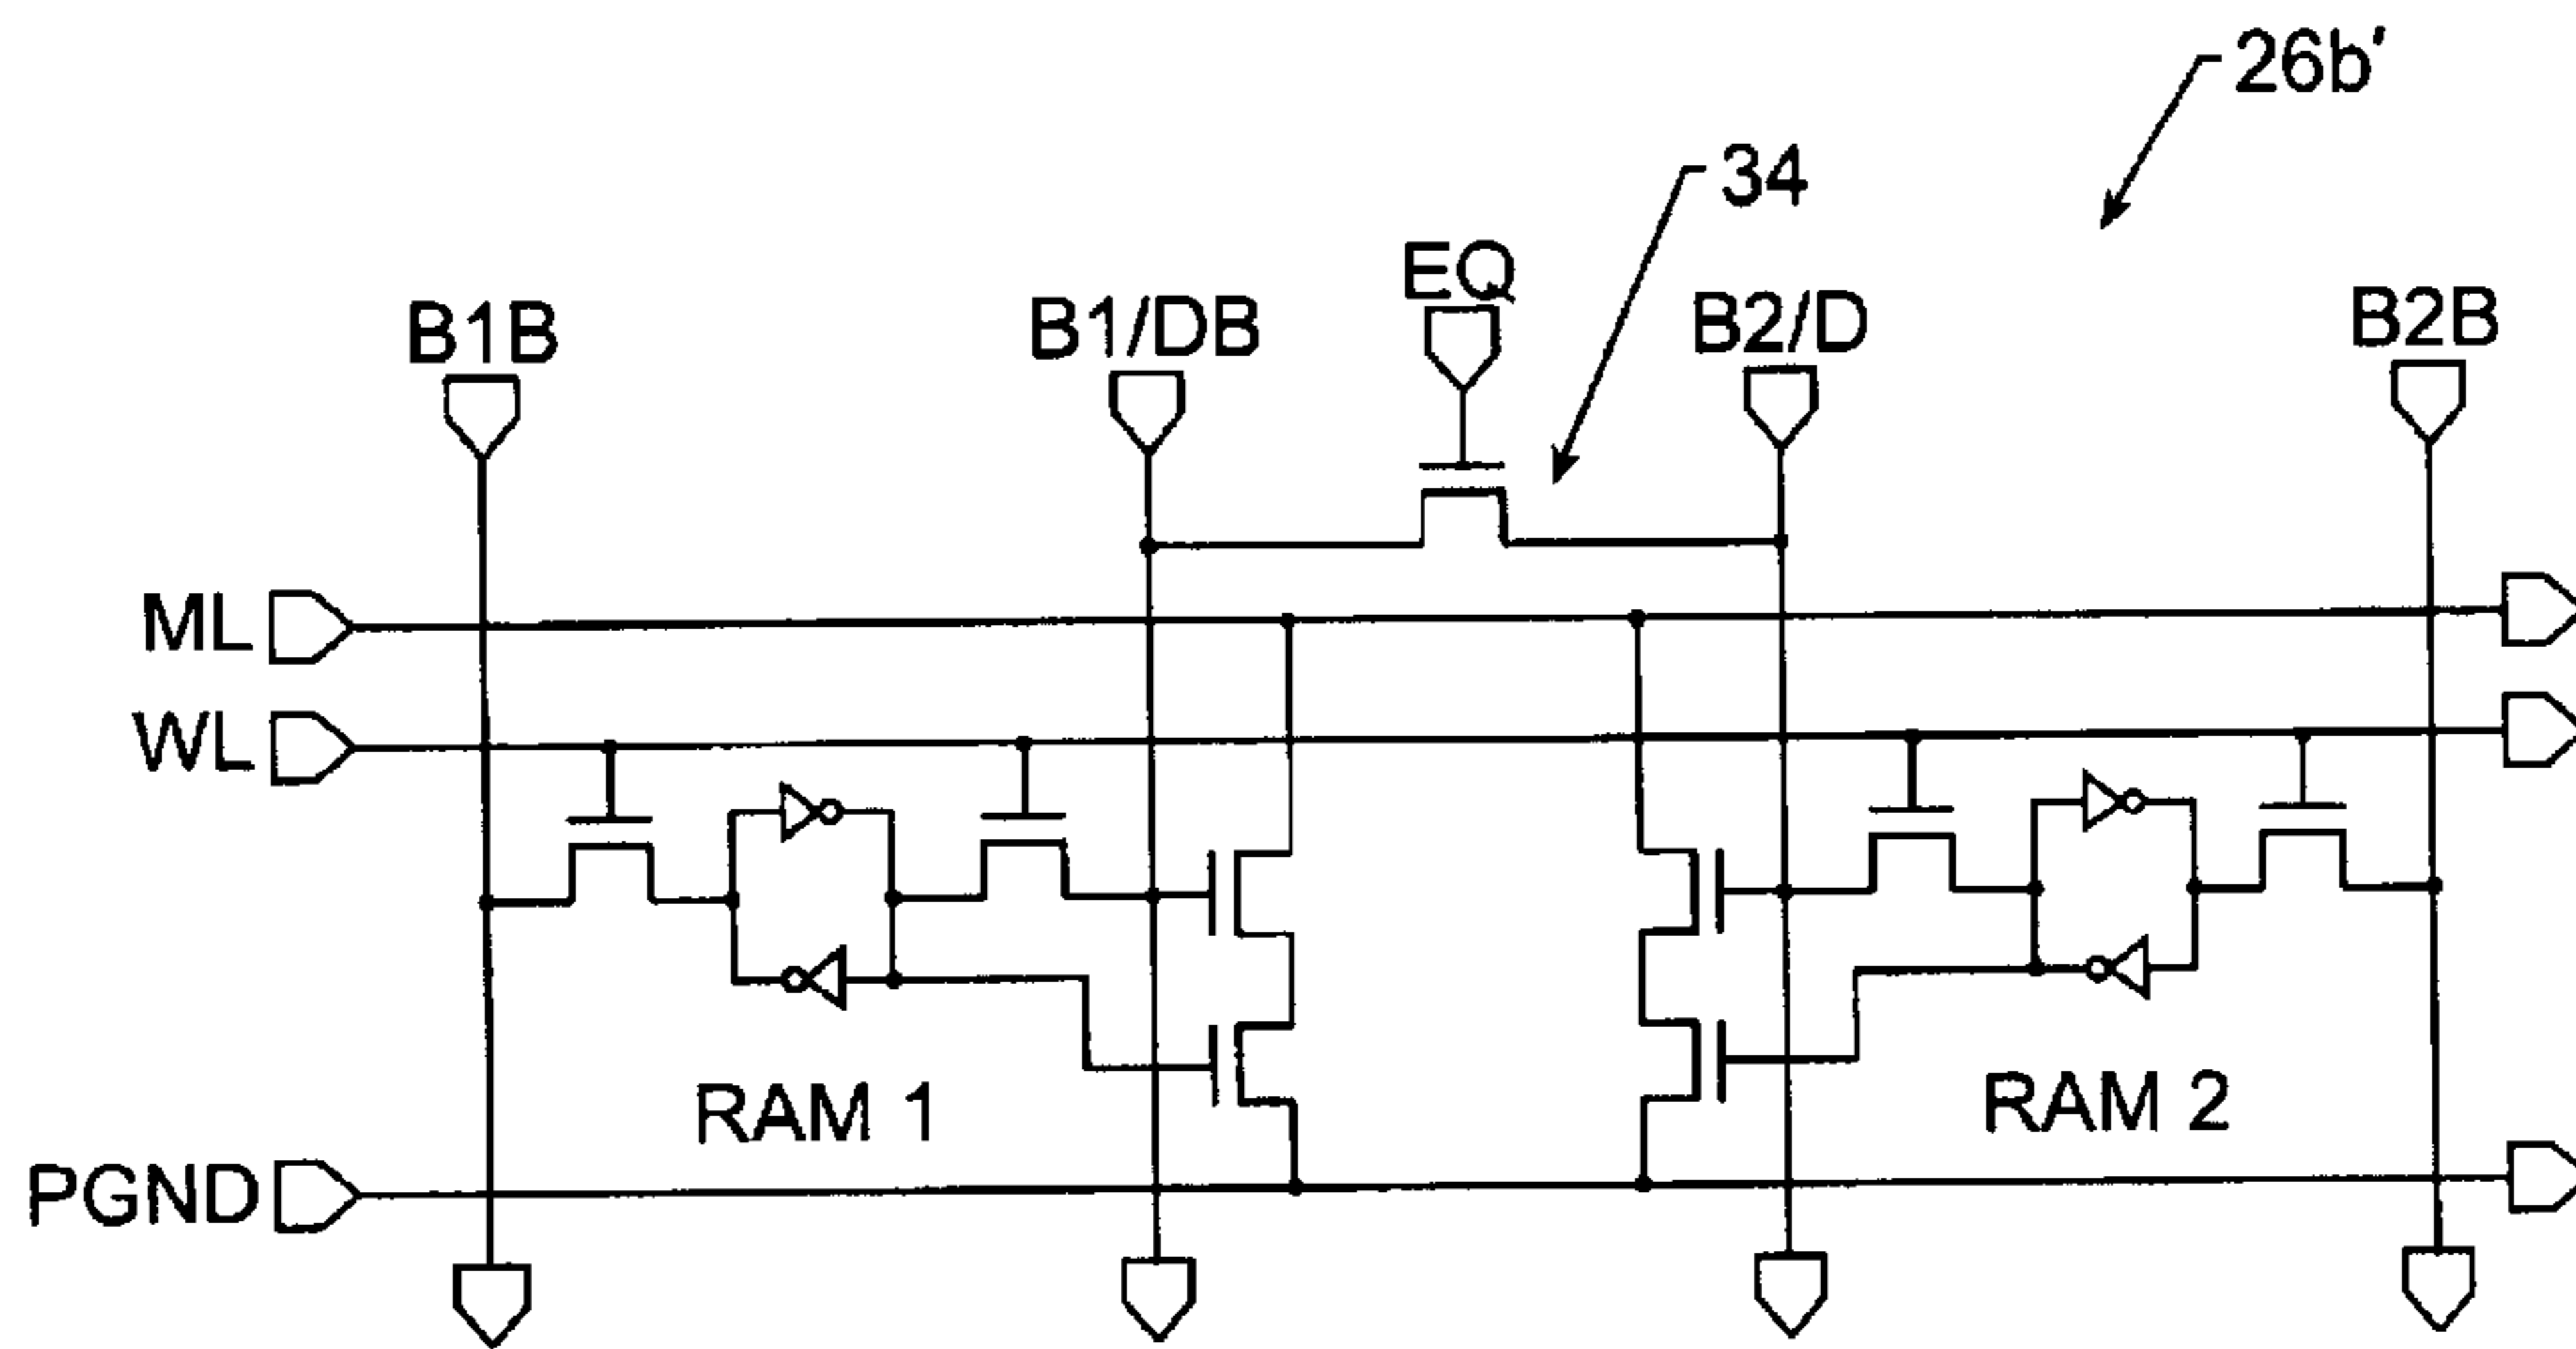 26b'
34
EQ
B1B
B1/DB
B2/D
B2B
ML
WL
RAM 1
RAM 2
PGND